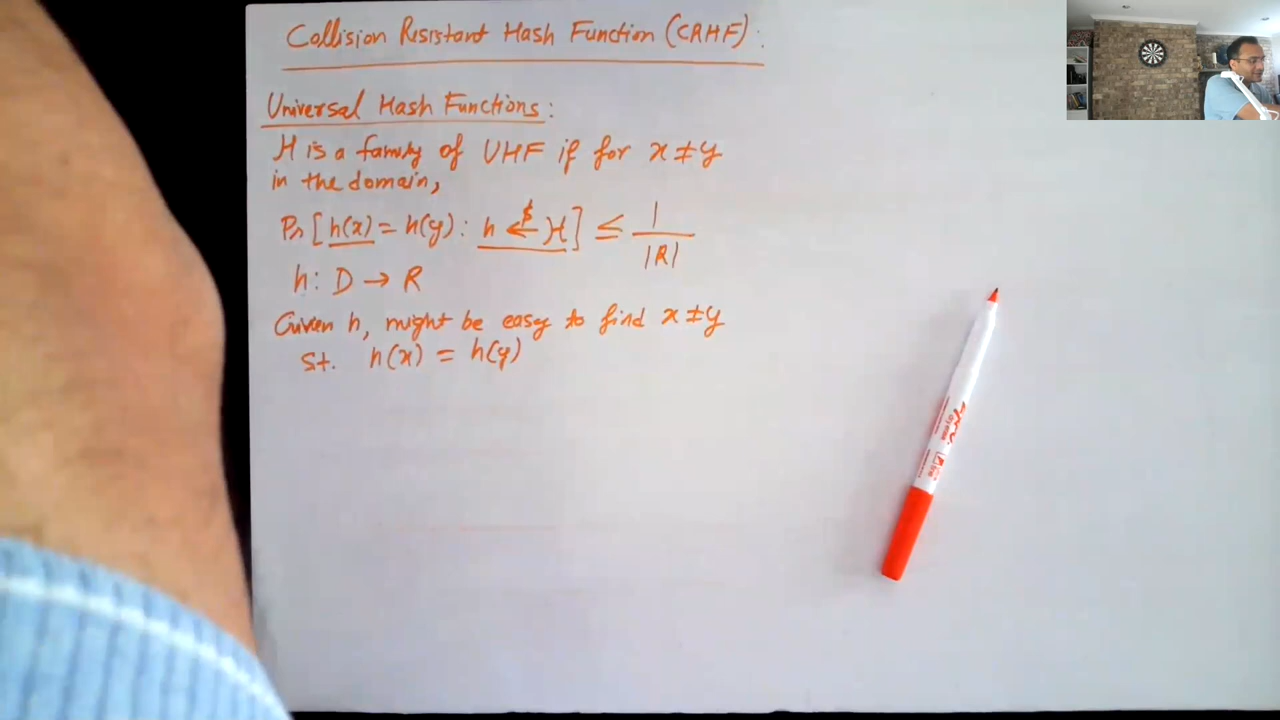 Collision Resistant Hash Function (CRHF):
Universal Hash Functions:
H is a family of UHF if for x ≠ y
in the domain,
Pr [ h(x) = h(y) : h ←$ H ] ≤ 1/|R|
h: D → R
Given h, might be easy to find x ≠ y
St. h(x) = h(y)